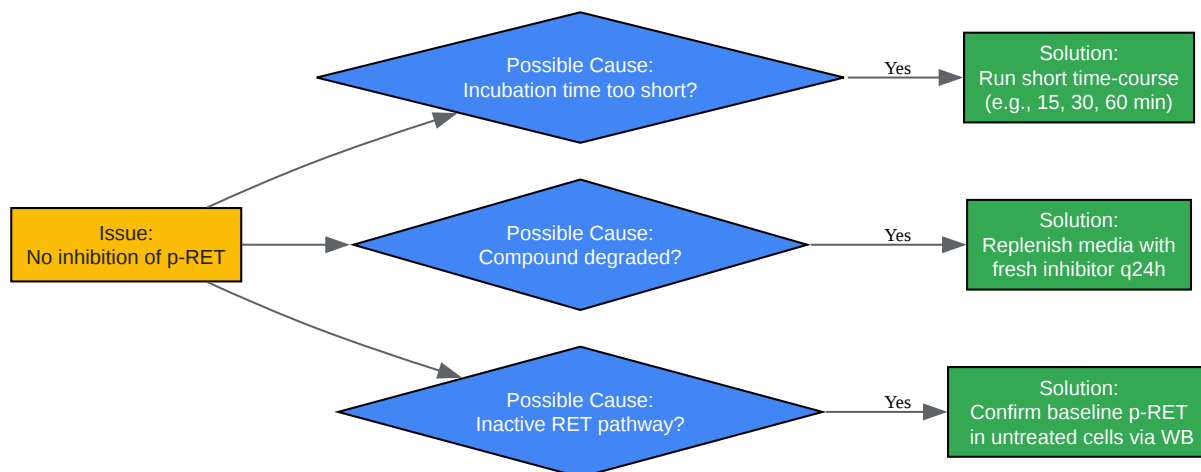 Possible Cause:
Incubation time too short?
Yes
Solution:
Run short time-course
(e.g., 15, 30, 60 min)
Issue:
No inhibition of p-RET
Possible Cause:
Compound degraded?
Yes
Solution:
Replenish media with
fresh inhibitor q24h
Possible Cause:
Inactive RET pathway?
Yes
Solution:
Confirm baseline p-RET
in untreated cells via WB